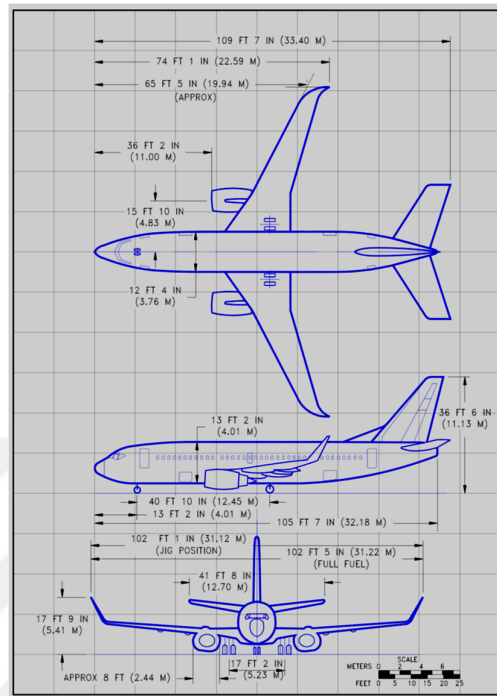 109 FT 7 IN (33.40 M)
74 FT 1 IN (22.59 M)
65 FT 5 IN (19.94 M)
(APPROX)
36 FT 2 IN
(11.00 M)
15 FT 10 IN
(4.83 M)
12 FT 4 IN
(3.76 M)
13 FT 2 IN
(4.01 M)
36 FT 6 IN
(11.13 M)
40 FT 10 IN (12.45 M)
13 FT 2 IN (4.01 M)
105 FT 7 IN (32.18 M)
102 FT 1 IN (31.12 M)
(JIG POSITION)
102 FT 5 IN (31.22 M)
(FULL FUEL)
41 FT 8 IN
(12.70 M)
17 FT 9 IN
(5.41 M)
17 FT 2 IN
(5.23 M)
APPROX 8 FT (2.44 M)
SCALE
METERS 0 2 4 6
FEET 0 5 10 15 20 25